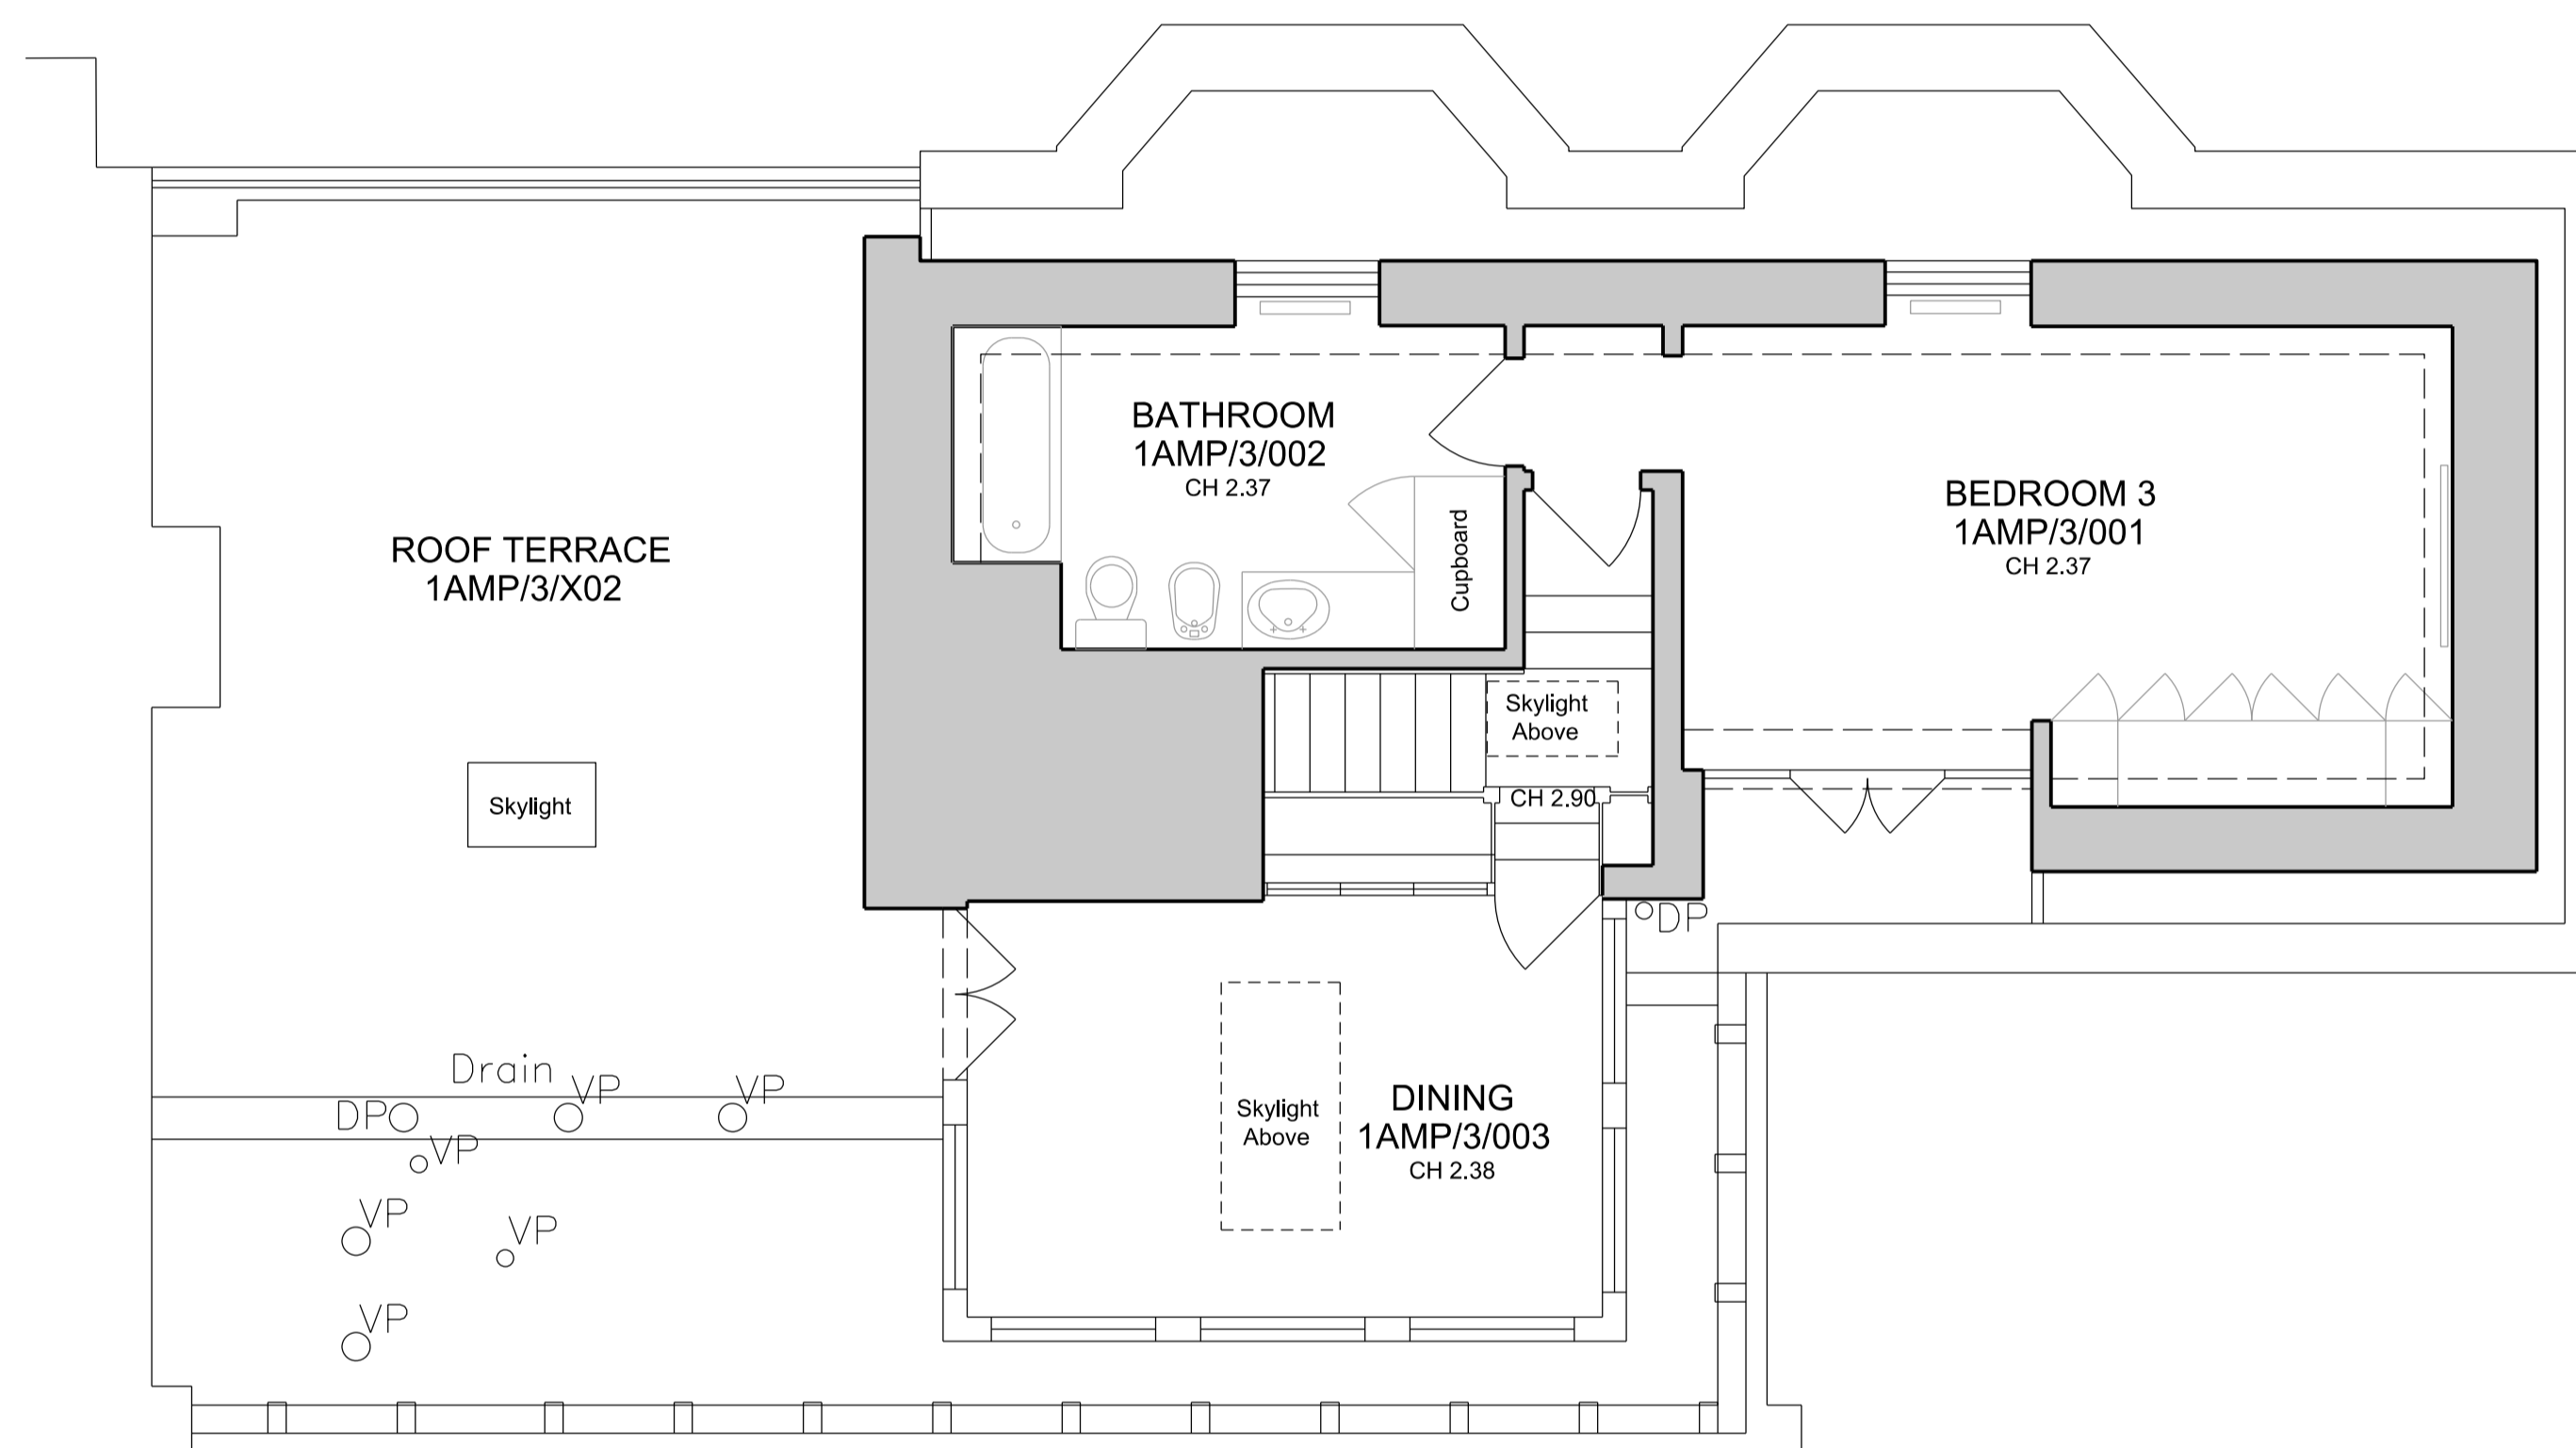 BATHROOM
1AMP/3/002
CH 2.37
Cupboard
BEDROOM 3
1AMP/3/001
CH 2.37
ROOF TERRACE
1AMP/3/X02
Skylight
Above
Skylight
CH 2.90
DP
Drain
VP
VP
DP
VP
VP
VP
VP
Skylight
Above
DINING
1AMP/3/003
CH 2.38